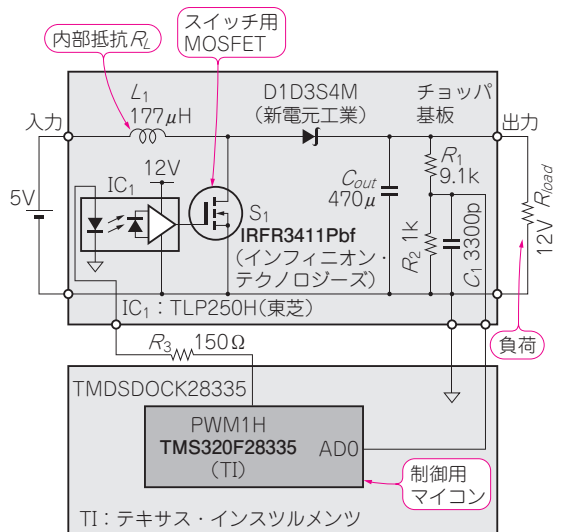 スイッチ用
MOSFET
内部抵抗RL
L1
177μH
D1D3S4M
(新電元工業)
チョッパ
基板
入力
出力
12V
IC1
5V
S1
IRFR3411Pbf
(インフィニオン・
テクノロジーズ)
Cout
470μ
R1
9.1k
R2 1k
C1 3300p
Rload
12V
IC1：TLP250H(東芝)
負荷
R3 150Ω
TMDSDOCK28335
PWM1H
TMS320F28335
(TI)
AD0
制御用
マイコン
TI：テキサス・インスツルメンツ